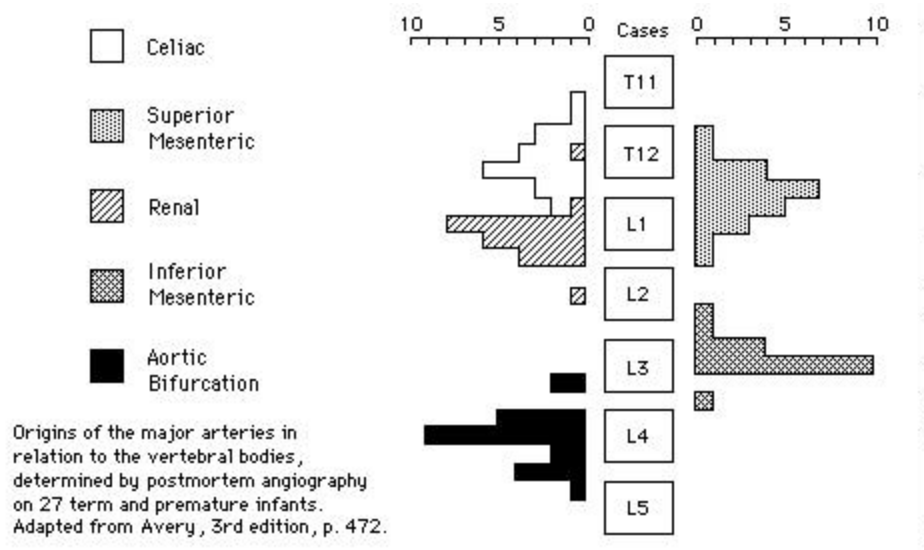 10 5 0 Cases 0 5 10
Celiac
Superior
Mesenteric
Renal
Inferior
Mesenteric
Aortic
Bifurcation
T11
T12
L1
L2
L3
L4
L5
Origins of the major arteries in
relation to the vertebral bodies,
determined by postmortem angiography
on 27 term and premature infants.
Adapted from Avery, 3rd edition, p. 472.